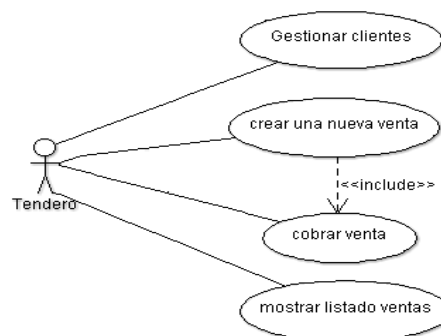 Gestionar clientes
crear una nueva venta
<<include>>
Tendero
cobrar venta
mostrar listado ventas